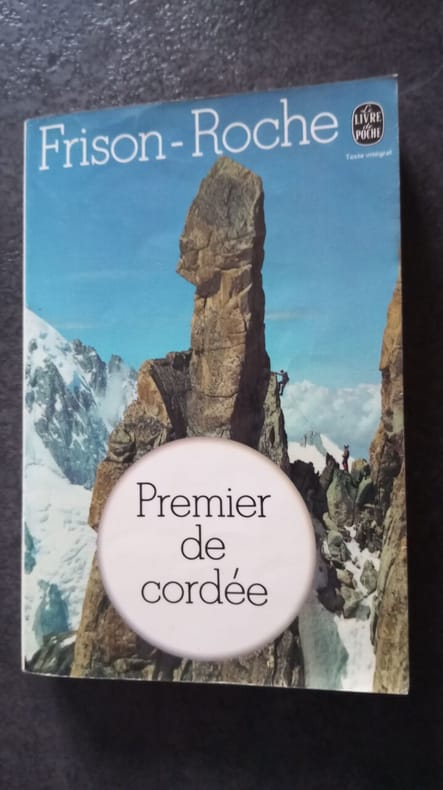 Frison-Roche
Le
LIVRE
de
POCHE
Texte intégral
Premier
de
cordée